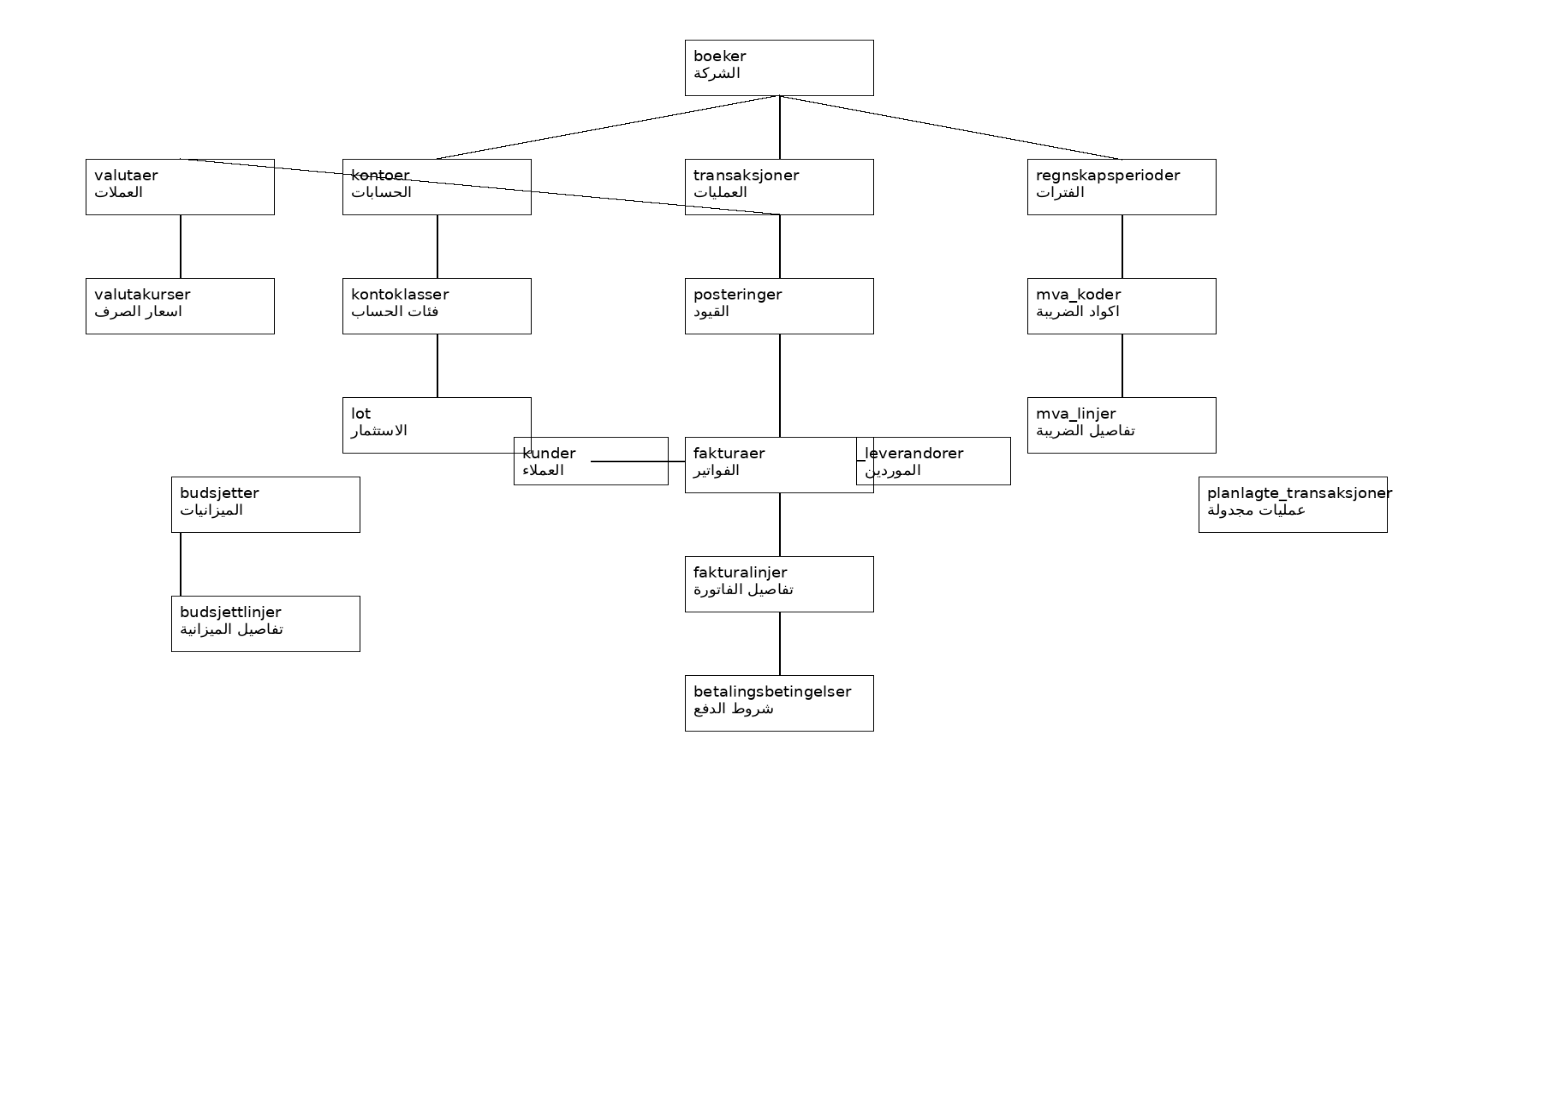 boeker
الشركة
valutaer
العملات
kontoer
الحسابات
transaksjoner
العمليات
regnskapsperioder
الفترات
valutakurser
اسعار الصرف
kontoklasser
فئات الحساب
posteringer
القيود
mva_koder
اكواد الضريبة
lot
الاستثمار
mva_linjer
تفاصيل الضريبة
kunder
العملاء
fakturaer
الفواتير
leverandorer
الموردين
budsjetter
الميزانيات
planlagte_transaksjoner
عمليات مجدولة
fakturalinjer
تفاصيل الفاتورة
budsjettlinjer
تفاصيل الميزانية
betalingsbetingelser
شروط الدفع